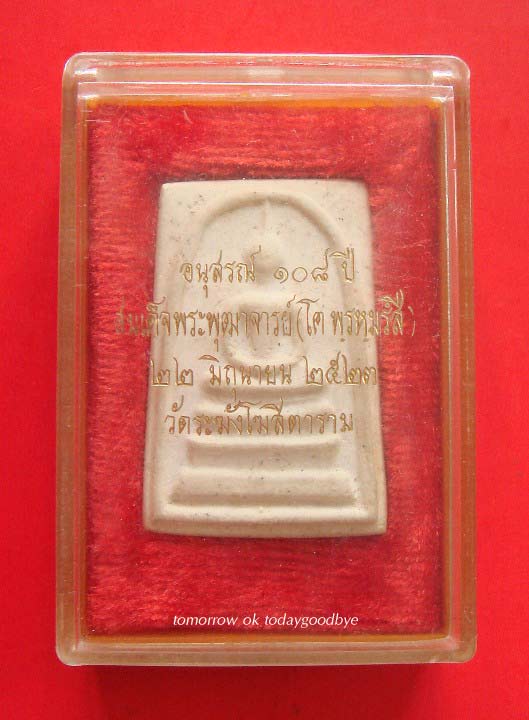 อนุสรณ์ ๑๐๘ ปี
สมเด็จพระพุฒาจารย์ (โต พฺรหฺมรํสี)
๒๒ มิถุนายน ๒๕๒๓
วัดระฆังโฆสิตาราม
tomorrow ok todaygoodbye